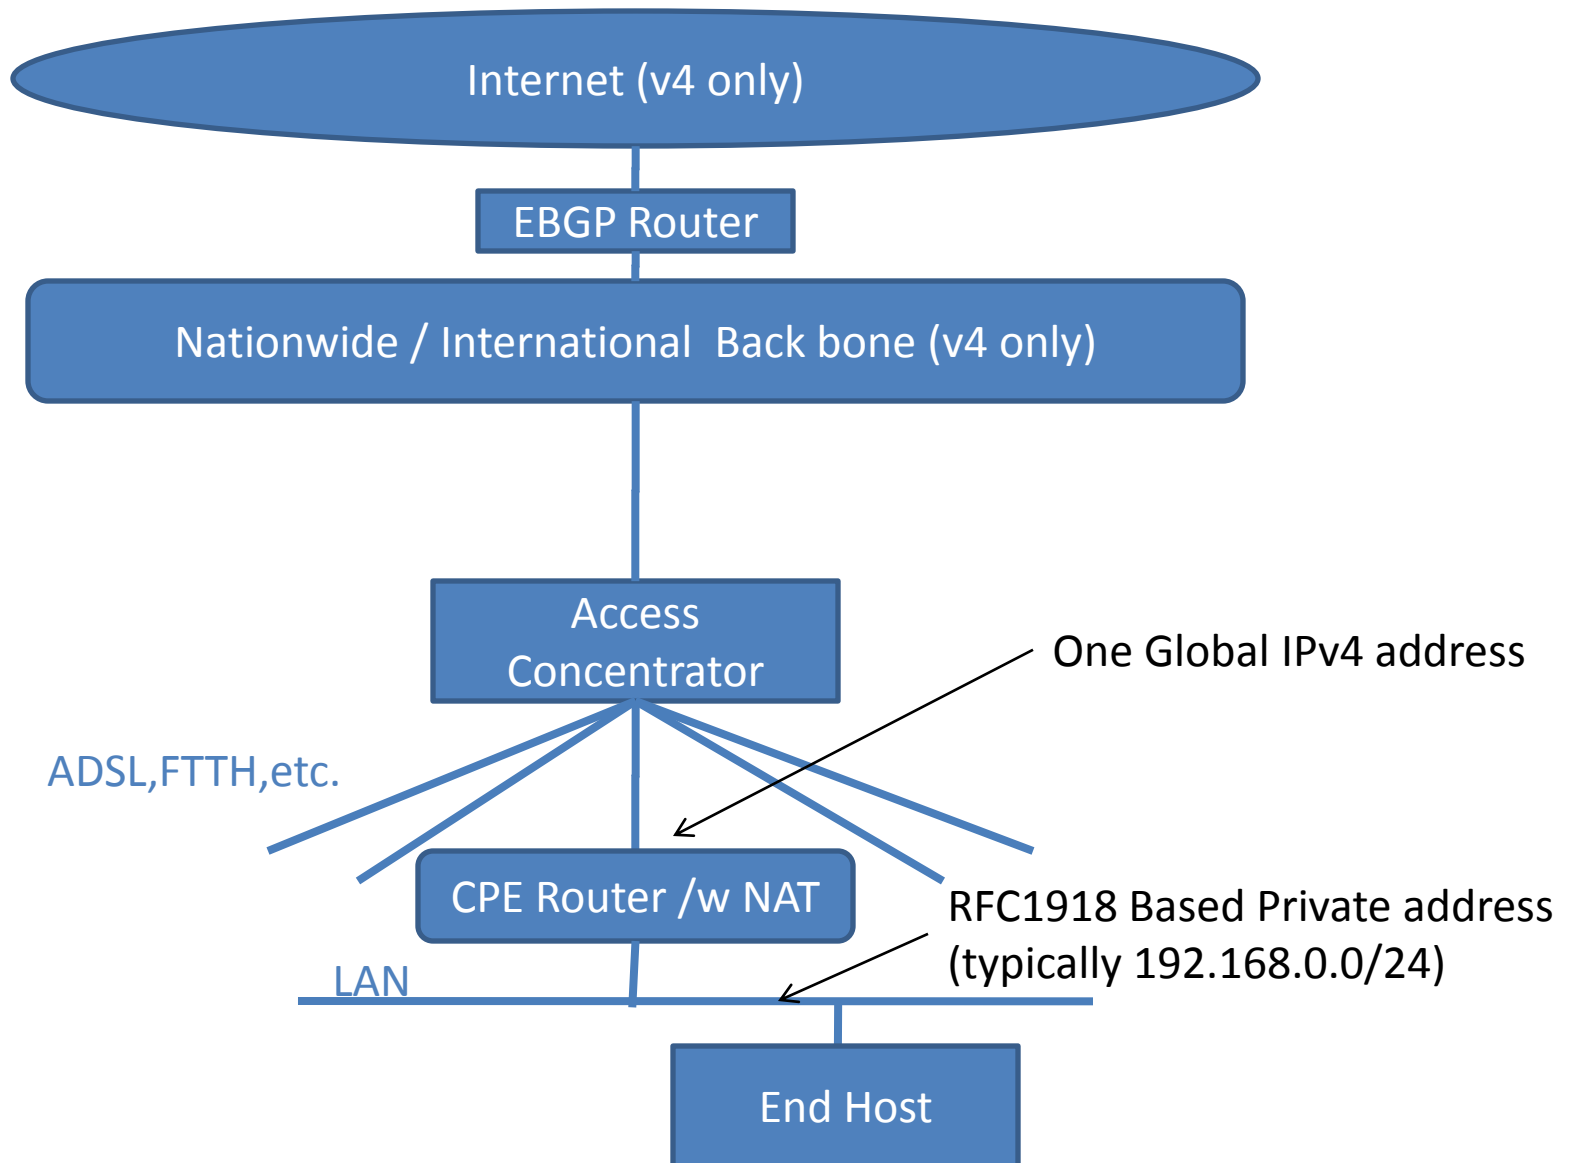 Internet (v4 only)
EBGP Router
Nationwide / International  Back bone (v4 only)
Access
Concentrator
One Global IPv4 address
ADSL,FTTH,etc.
CPE Router /w NAT
RFC1918 Based Private address
(typically 192.168.0.0/24)
LAN
End Host